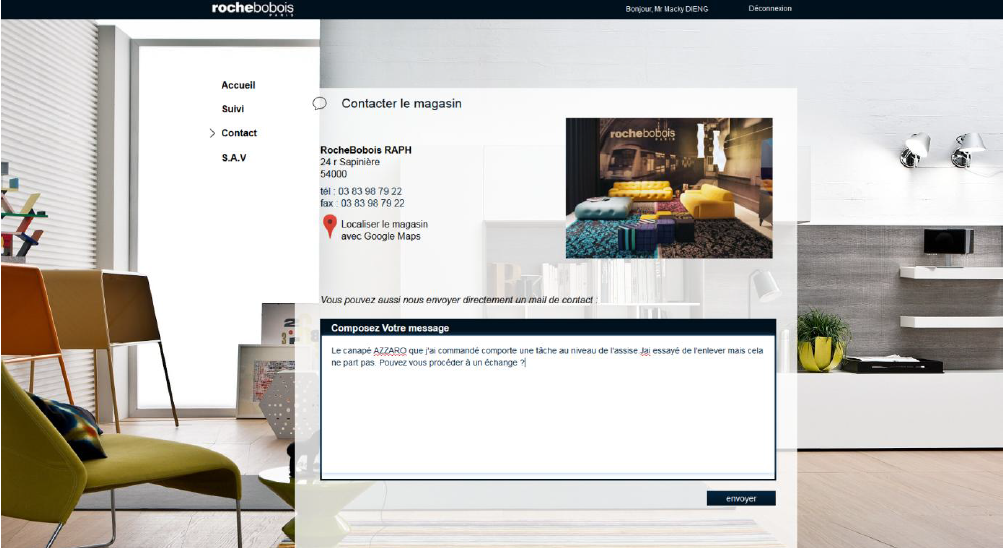 rochebobois
PARIS
Bonjour, Mr Macky DIENG
Déconnexion
Accueil
Suivi
Contact
S.A.V
Contacter le magasin
RocheBobois RAPH
24 r Sapinière
54000
tél : 03 83 98 79 22
fax : 03 83 98 79 22
Localiser le magasin
avec Google Maps
rochebobois
Vous pouvez aussi nous envoyer directement un mail de contact :
Composez Votre message
Le canapé AZZARO que j'ai commandé comporte une tâche au niveau de l'assise Jai essayé de l'enlever mais cela
ne part pas. Pouvez vous procéder à un échange ?
envoyer